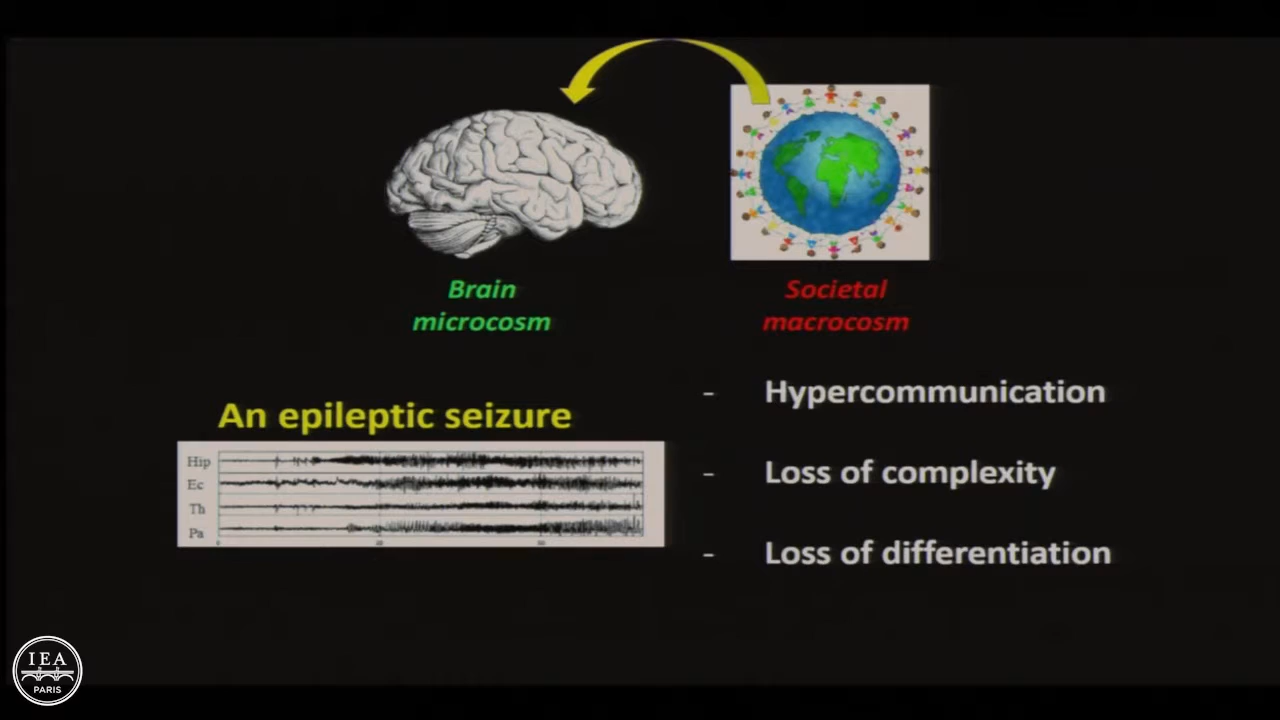 Brain
microcosm
Societal
macrocosm
An epileptic seizure
Hip
Ec
Th
Pa
- Hypercommunication
- Loss of complexity
- Loss of differentiation
IEA
PARIS